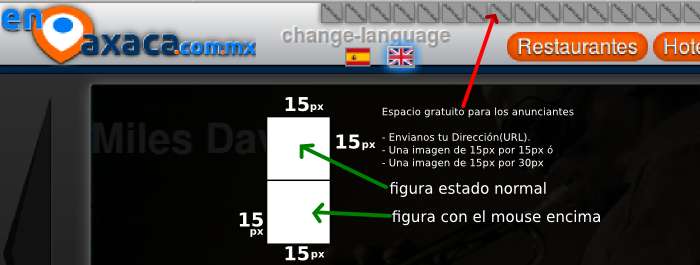 en
oaxaca.com.mx
change-language
Restaurantes
Hote
15px
Espacio gratuito para los anunciantes
Miles Dav
15px
- Envianos tu Dirección(URL).
- Una imagen de 15px por 15px ó
- Una imagen de 15px por 30px
figura estado normal
15
px
figura con el mouse encima
15px